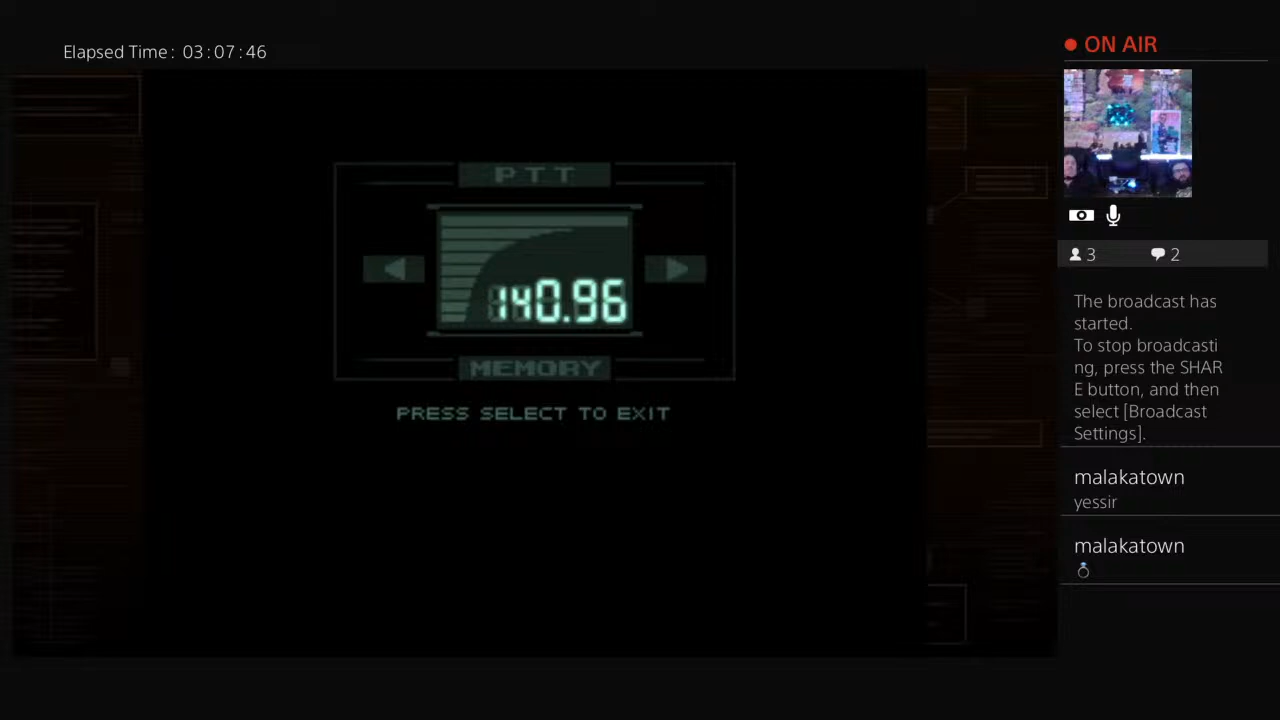 Elapsed Time: 03:07:46
ON AIR
PTT
140.96
MEMORY
PRESS SELECT TO EXIT
3
2
The broadcast has
started.
To stop broadcasti
ng, press the SHAR
E button, and then
select [Broadcast
Settings].
malakatown
yessir
malakatown
💍